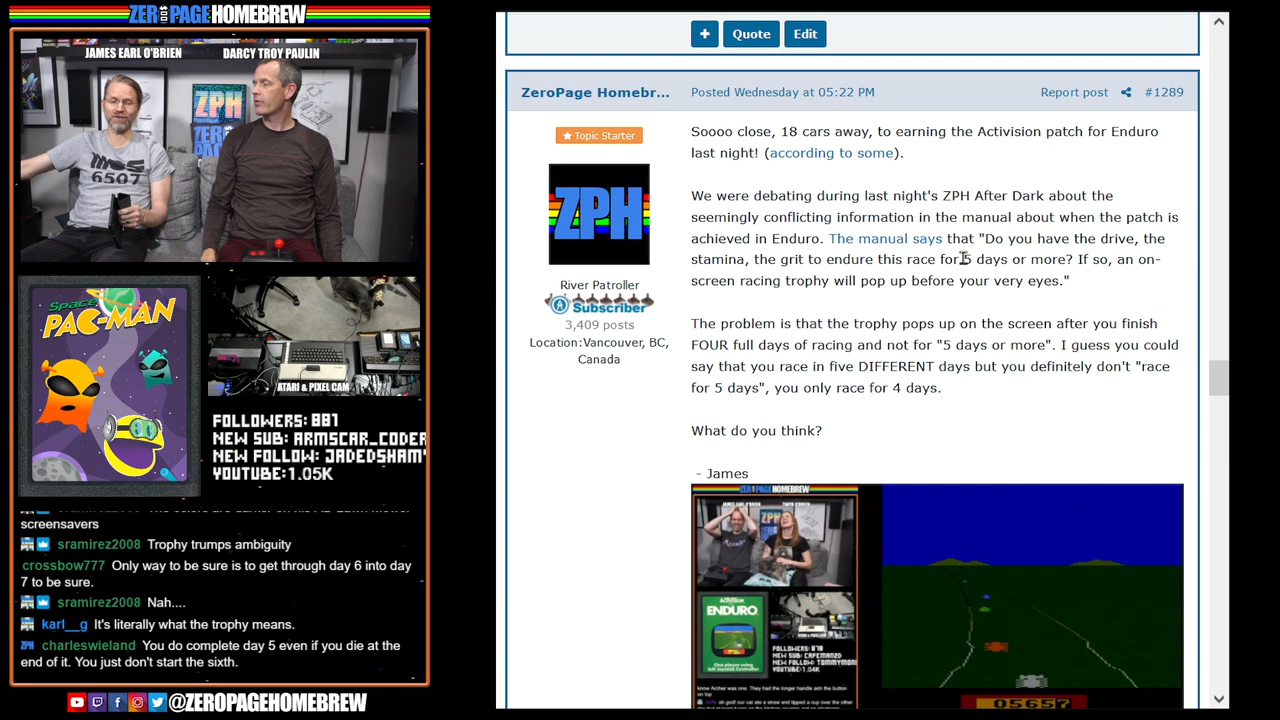 ZERO PAGE HOMEBREW
JAMES EARL O'BRIEN
DARCY TROY PAULIN
MOS
6507
ZPH
Space
PAC-MAN
ATARI & PIXEL CAM
FOLLOWERS: 881
NEW SUB: ARMSCAR_CODER
NEW FOLLOW: JADEDSHAM
YOUTUBE: 1.05K
screensavers
sramirez2008 Trophy trumps ambiguity
crossbow777 Only way to be sure is to get through day 6 into day
7 to be sure.
sramirez2008 Nah....
karl__g It's literally what the trophy means.
charleswieland You do complete day 5 even if you die at the
end of it. You just don't start the sixth.
@ZEROPAGEHOMEBREW
+ Quote Edit
ZeroPage Homebr...
Posted Wednesday at 05:22 PM
Report post
#1289
Topic Starter
ZPH
River Patroller
Subscriber
3,409 posts
Location:Vancouver, BC,
Canada
Soooo close, 18 cars away, to earning the Activision patch for Enduro
last night! (according to some).
We were debating during last night's ZPH After Dark about the
seemingly conflicting information in the manual about when the patch is
achieved in Enduro. The manual says that "Do you have the drive, the
stamina, the grit to endure this race for 5 days or more? If so, an on-
screen racing trophy will pop up before your very eyes."
The problem is that the trophy pops up on the screen after you finish
FOUR full days of racing and not for "5 days or more". I guess you could
say that you race in five DIFFERENT days but you definitely don't "race
for 5 days", you only race for 4 days.
What do you think?
- James
ENDURO
05657